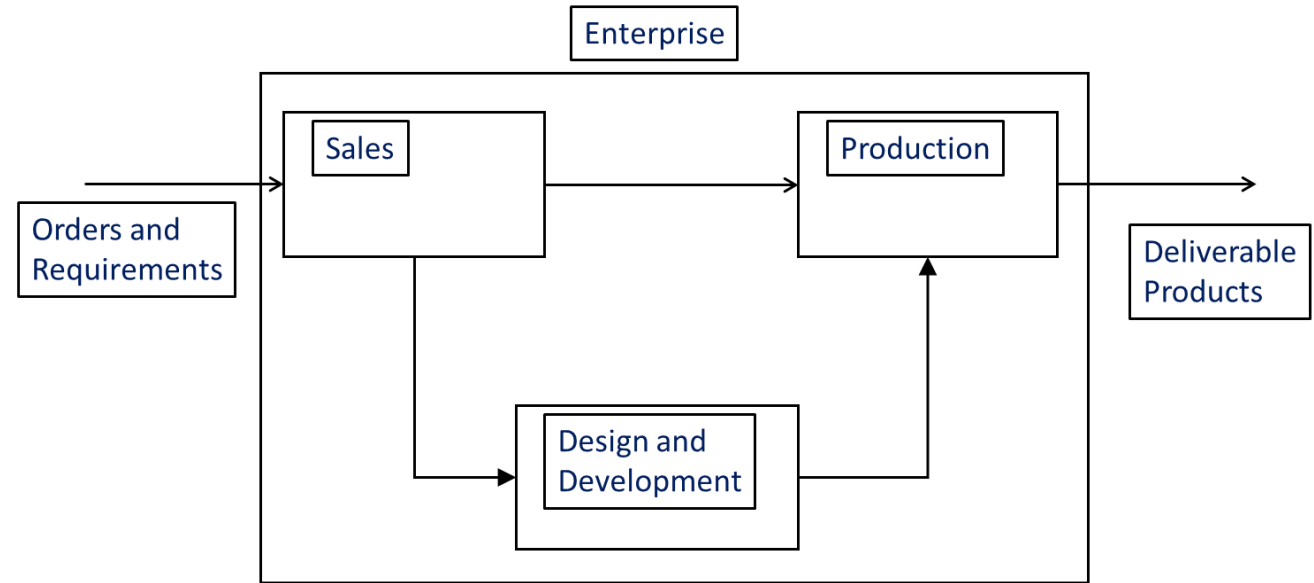 Enterprise
Sales
Production
Orders and
Requirements
Deliverable
Products
Design and
Development